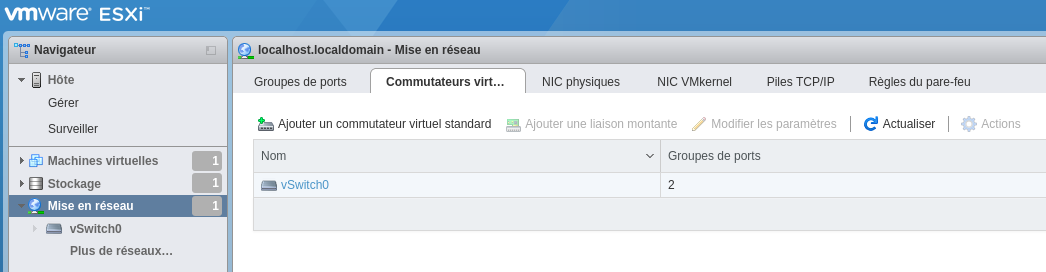 vmware ESXi™
Navigateur
Hôte
Gérer
Surveiller
Machines virtuelles 1
Stockage 1
Mise en réseau 1
vSwitch0
Plus de réseaux...
localhost.localdomain - Mise en réseau
Groupes de ports Commutateurs virt... NIC physiques NIC VMkernel Piles TCP/IP Règles du pare-feu
Ajouter un commutateur virtuel standard Ajouter une liaison montante Modifier les paramètres Actualiser Actions
Nom Groupes de ports
vSwitch0 2